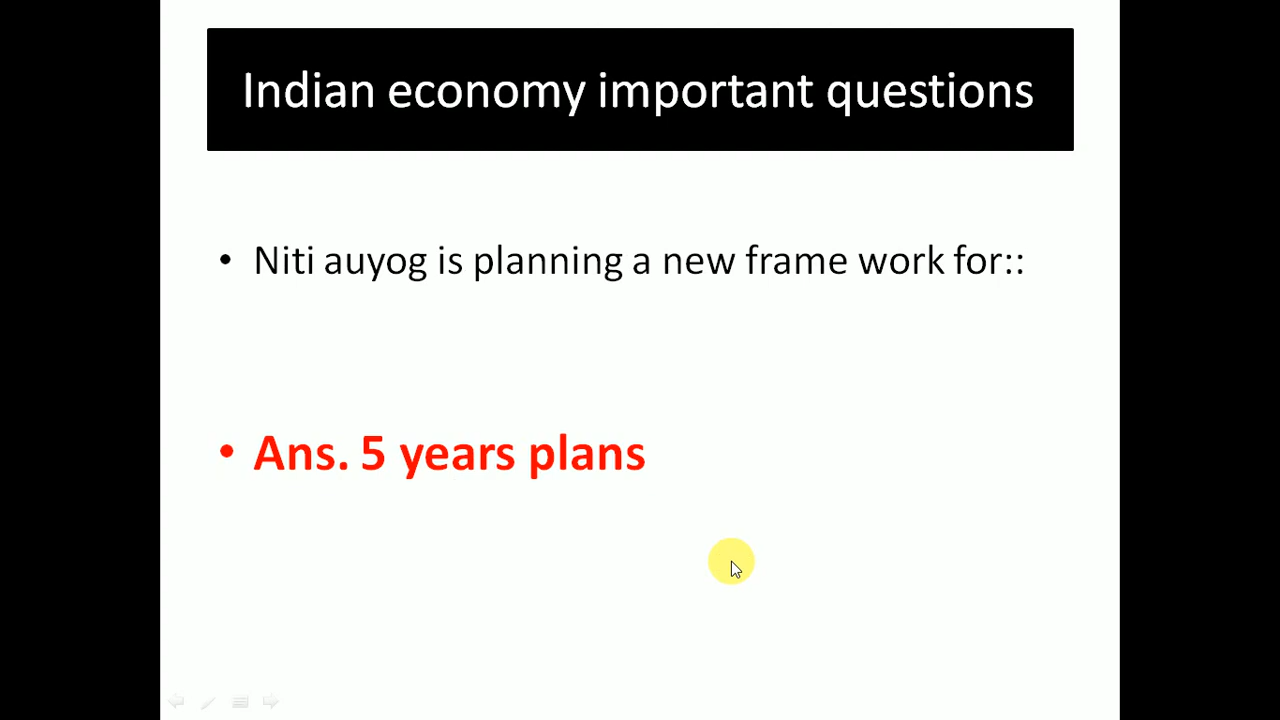 Indian economy important questions
• Niti auyog is planning a new frame work for::
• Ans. 5 years plans